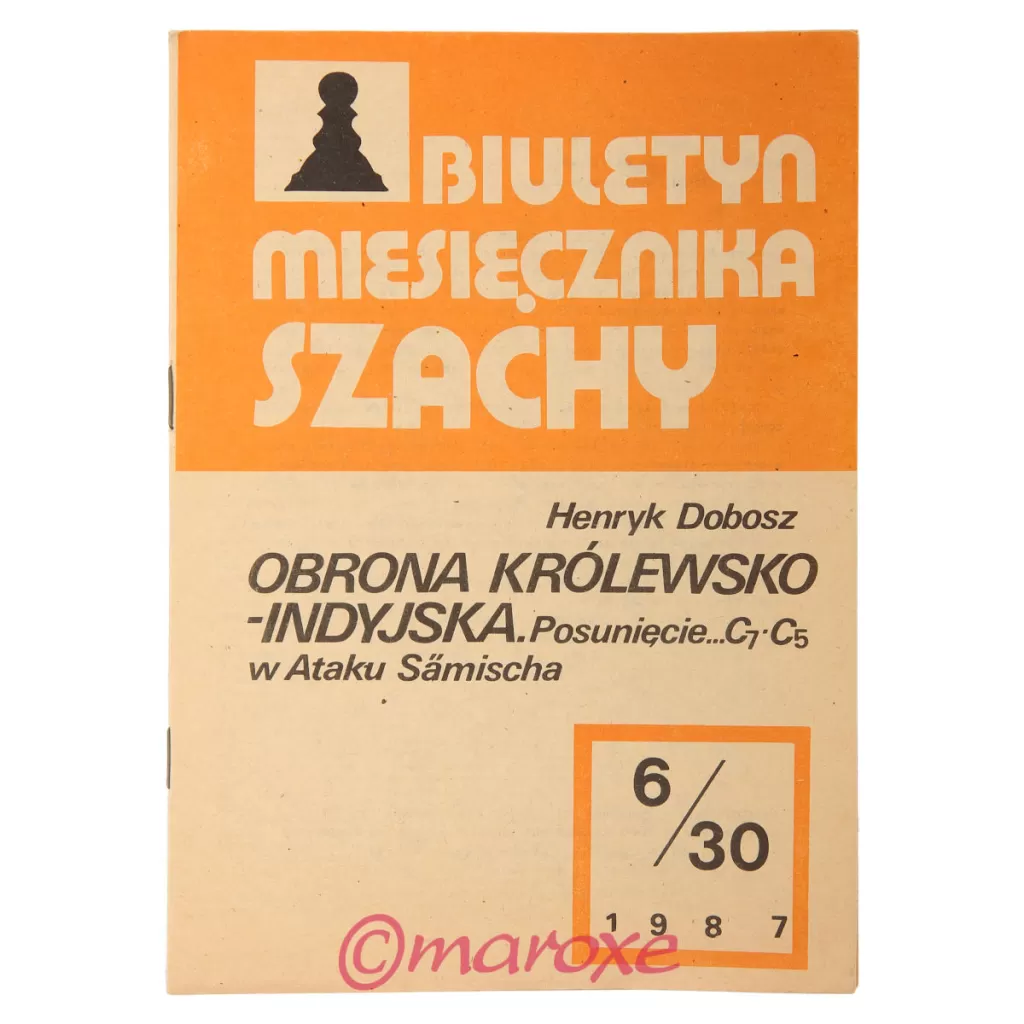 BIULETYN
MIESIĘCZNIKA
SZACHY
Henryk Dobosz
OBRONA KRÓLEWSKO
-INDYJSKA. Posunięcie...C7-C5
w Ataku Sämischa
6/30
1987
©maroxe